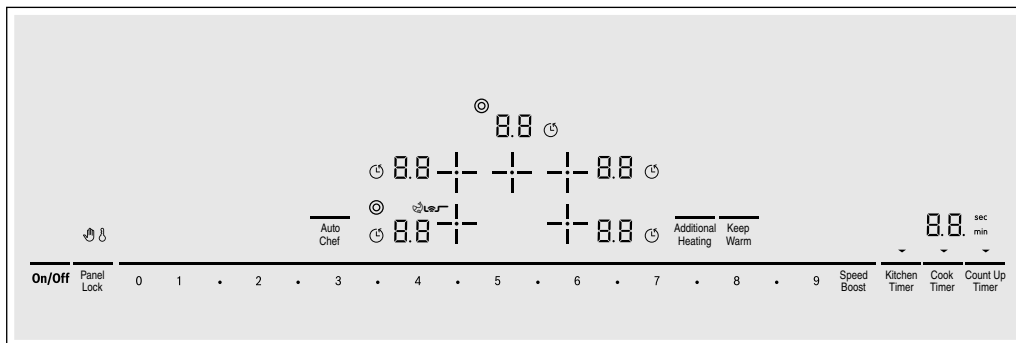 8.8
8.8 8.8
8.8 8.8
Auto
Chef
Additional
Heating
Keep
Warm
8.8. sec
min
On/Off
Panel
Lock
0 1 • 2 • 3 • 4 • 5 • 6 • 7 • 8 • 9
Speed
Boost
Kitchen
Timer
Cook
Timer
Count Up
Timer